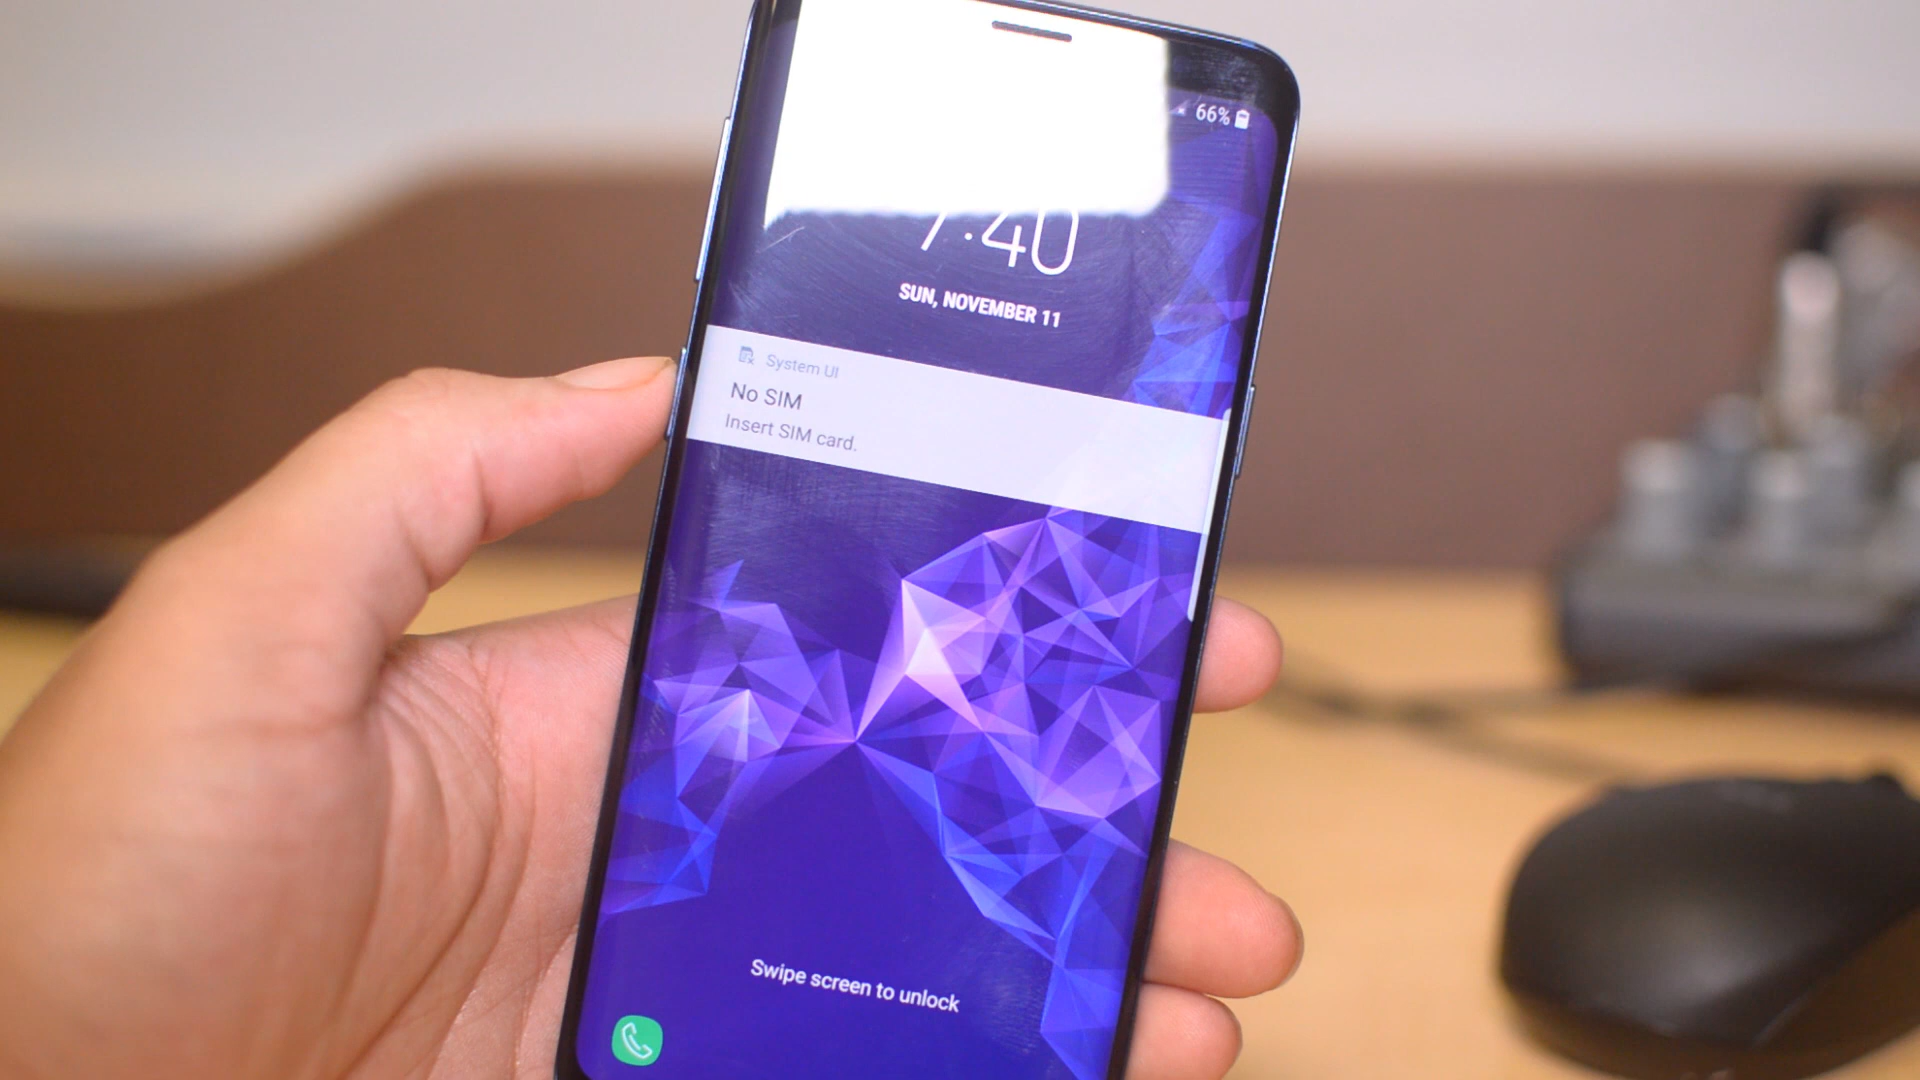 66%
7:40
SUN, NOVEMBER 11
System UI
No SIM
Insert SIM card.
Swipe screen to unlock